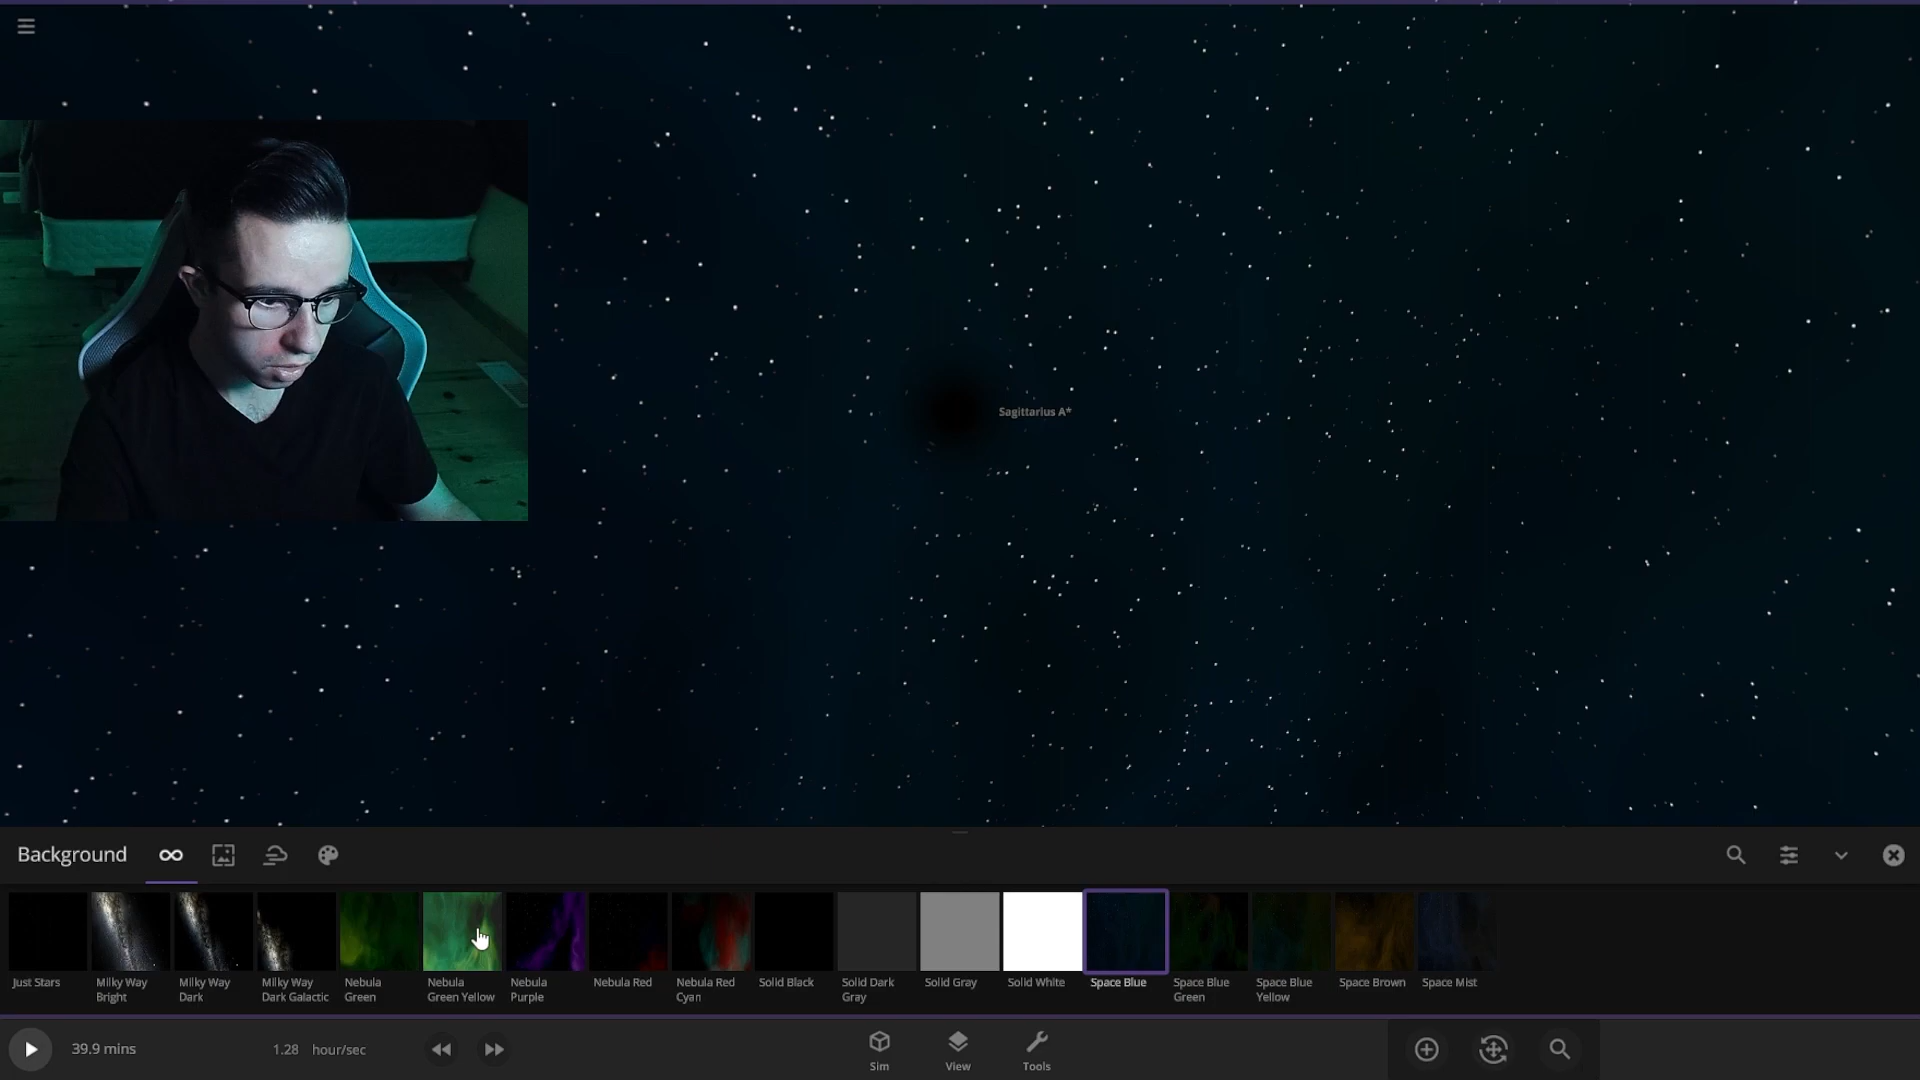 Sagittarius A*
Background
Just Stars
Milky Way
Bright
Milky Way
Dark
Milky Way
Dark Galactic
Nebula
Green
Nebula
Green Yellow
Nebula
Purple
Nebula Red
Nebula Red
Cyan
Solid Black
Solid Dark
Gray
Solid Gray
Solid White
Space Blue
Space Blue
Green
Space Blue
Yellow
Space Brown
Space Mist
39.9 mins
1.28 hour/sec
Sim
View
Tools